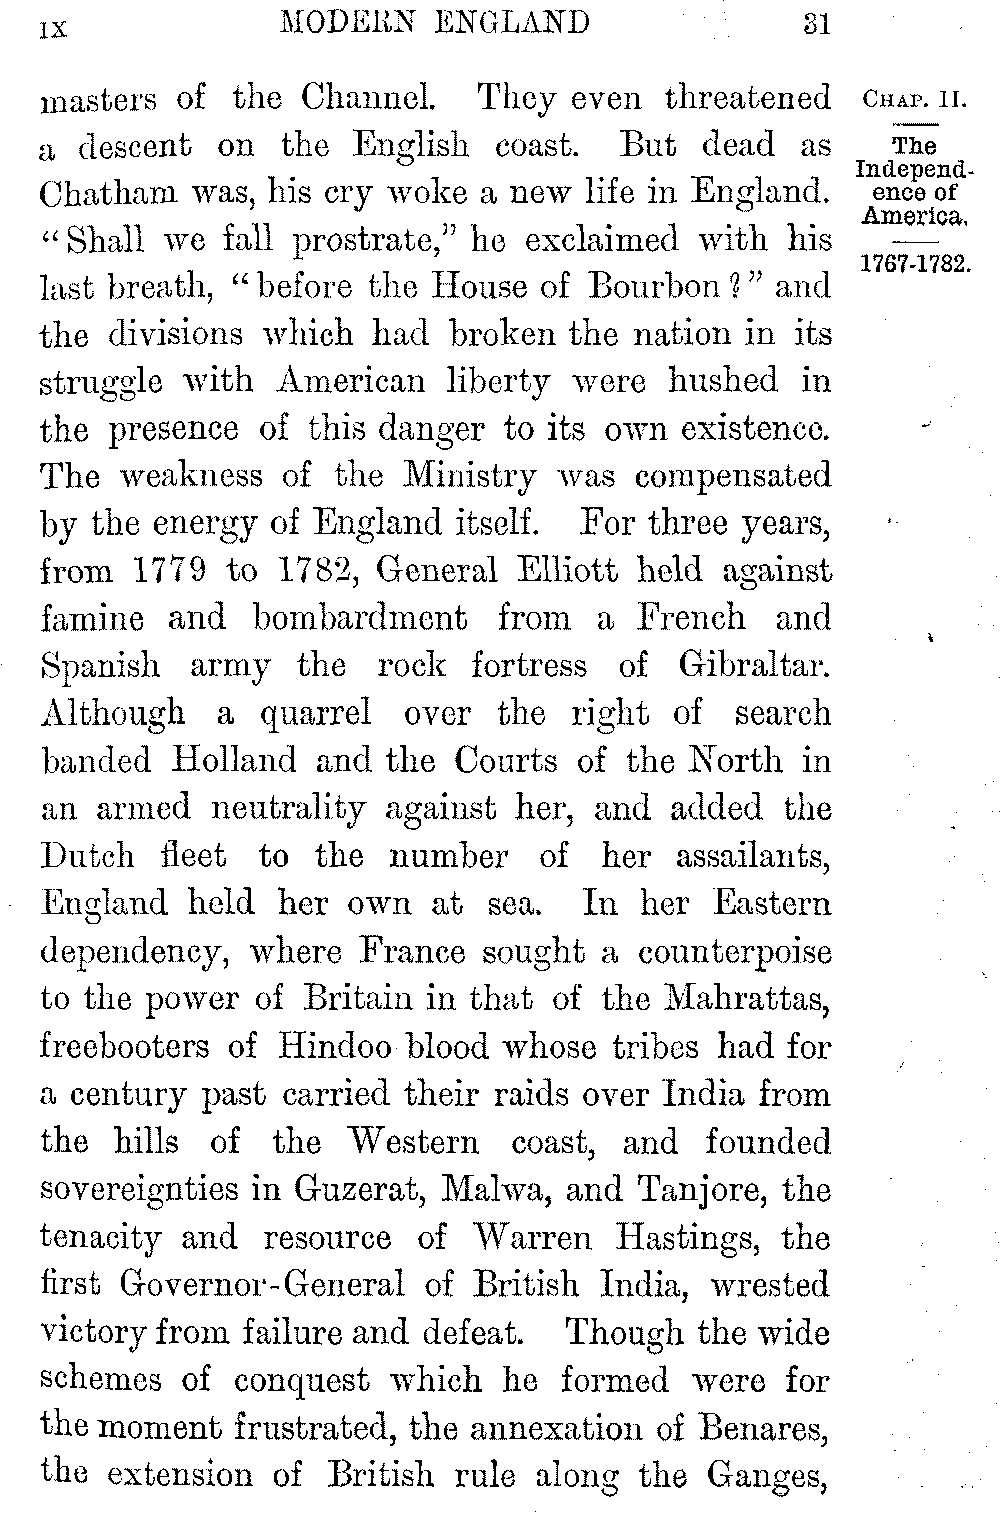 IX MODERN ENGLAND 31
masters of the Channel. They even threatened
a descent on the English coast. But dead as
Chatham was, his cry woke a new life in England.
“Shall we fall prostrate,” he exclaimed with his
last breath, “before the House of Bourbon?” and
the divisions which had broken the nation in its
struggle with American liberty were hushed in
the presence of this danger to its own existence.
The weakness of the Ministry was compensated
by the energy of England itself. For three years,
from 1779 to 1782, General Elliott held against
famine and bombardment from a French and
Spanish army the rock fortress of Gibraltar.
Although a quarrel over the right of search
banded Holland and the Courts of the North in
an armed neutrality against her, and added the
Dutch fleet to the number of her assailants,
England held her own at sea. In her Eastern
dependency, where France sought a counterpoise
to the power of Britain in that of the Mahrattas,
freebooters of Hindoo blood whose tribes had for
a century past carried their raids over India from
the hills of the Western coast, and founded
sovereignties in Guzerat, Malwa, and Tanjore, the
tenacity and resource of Warren Hastings, the
first Governor-General of British India, wrested
victory from failure and defeat. Though the wide
schemes of conquest which he formed were for
the moment frustrated, the annexation of Benares,
the extension of British rule along the Ganges,
CHAP. II.
The
Independ-
ence of
America.
1767-1782.